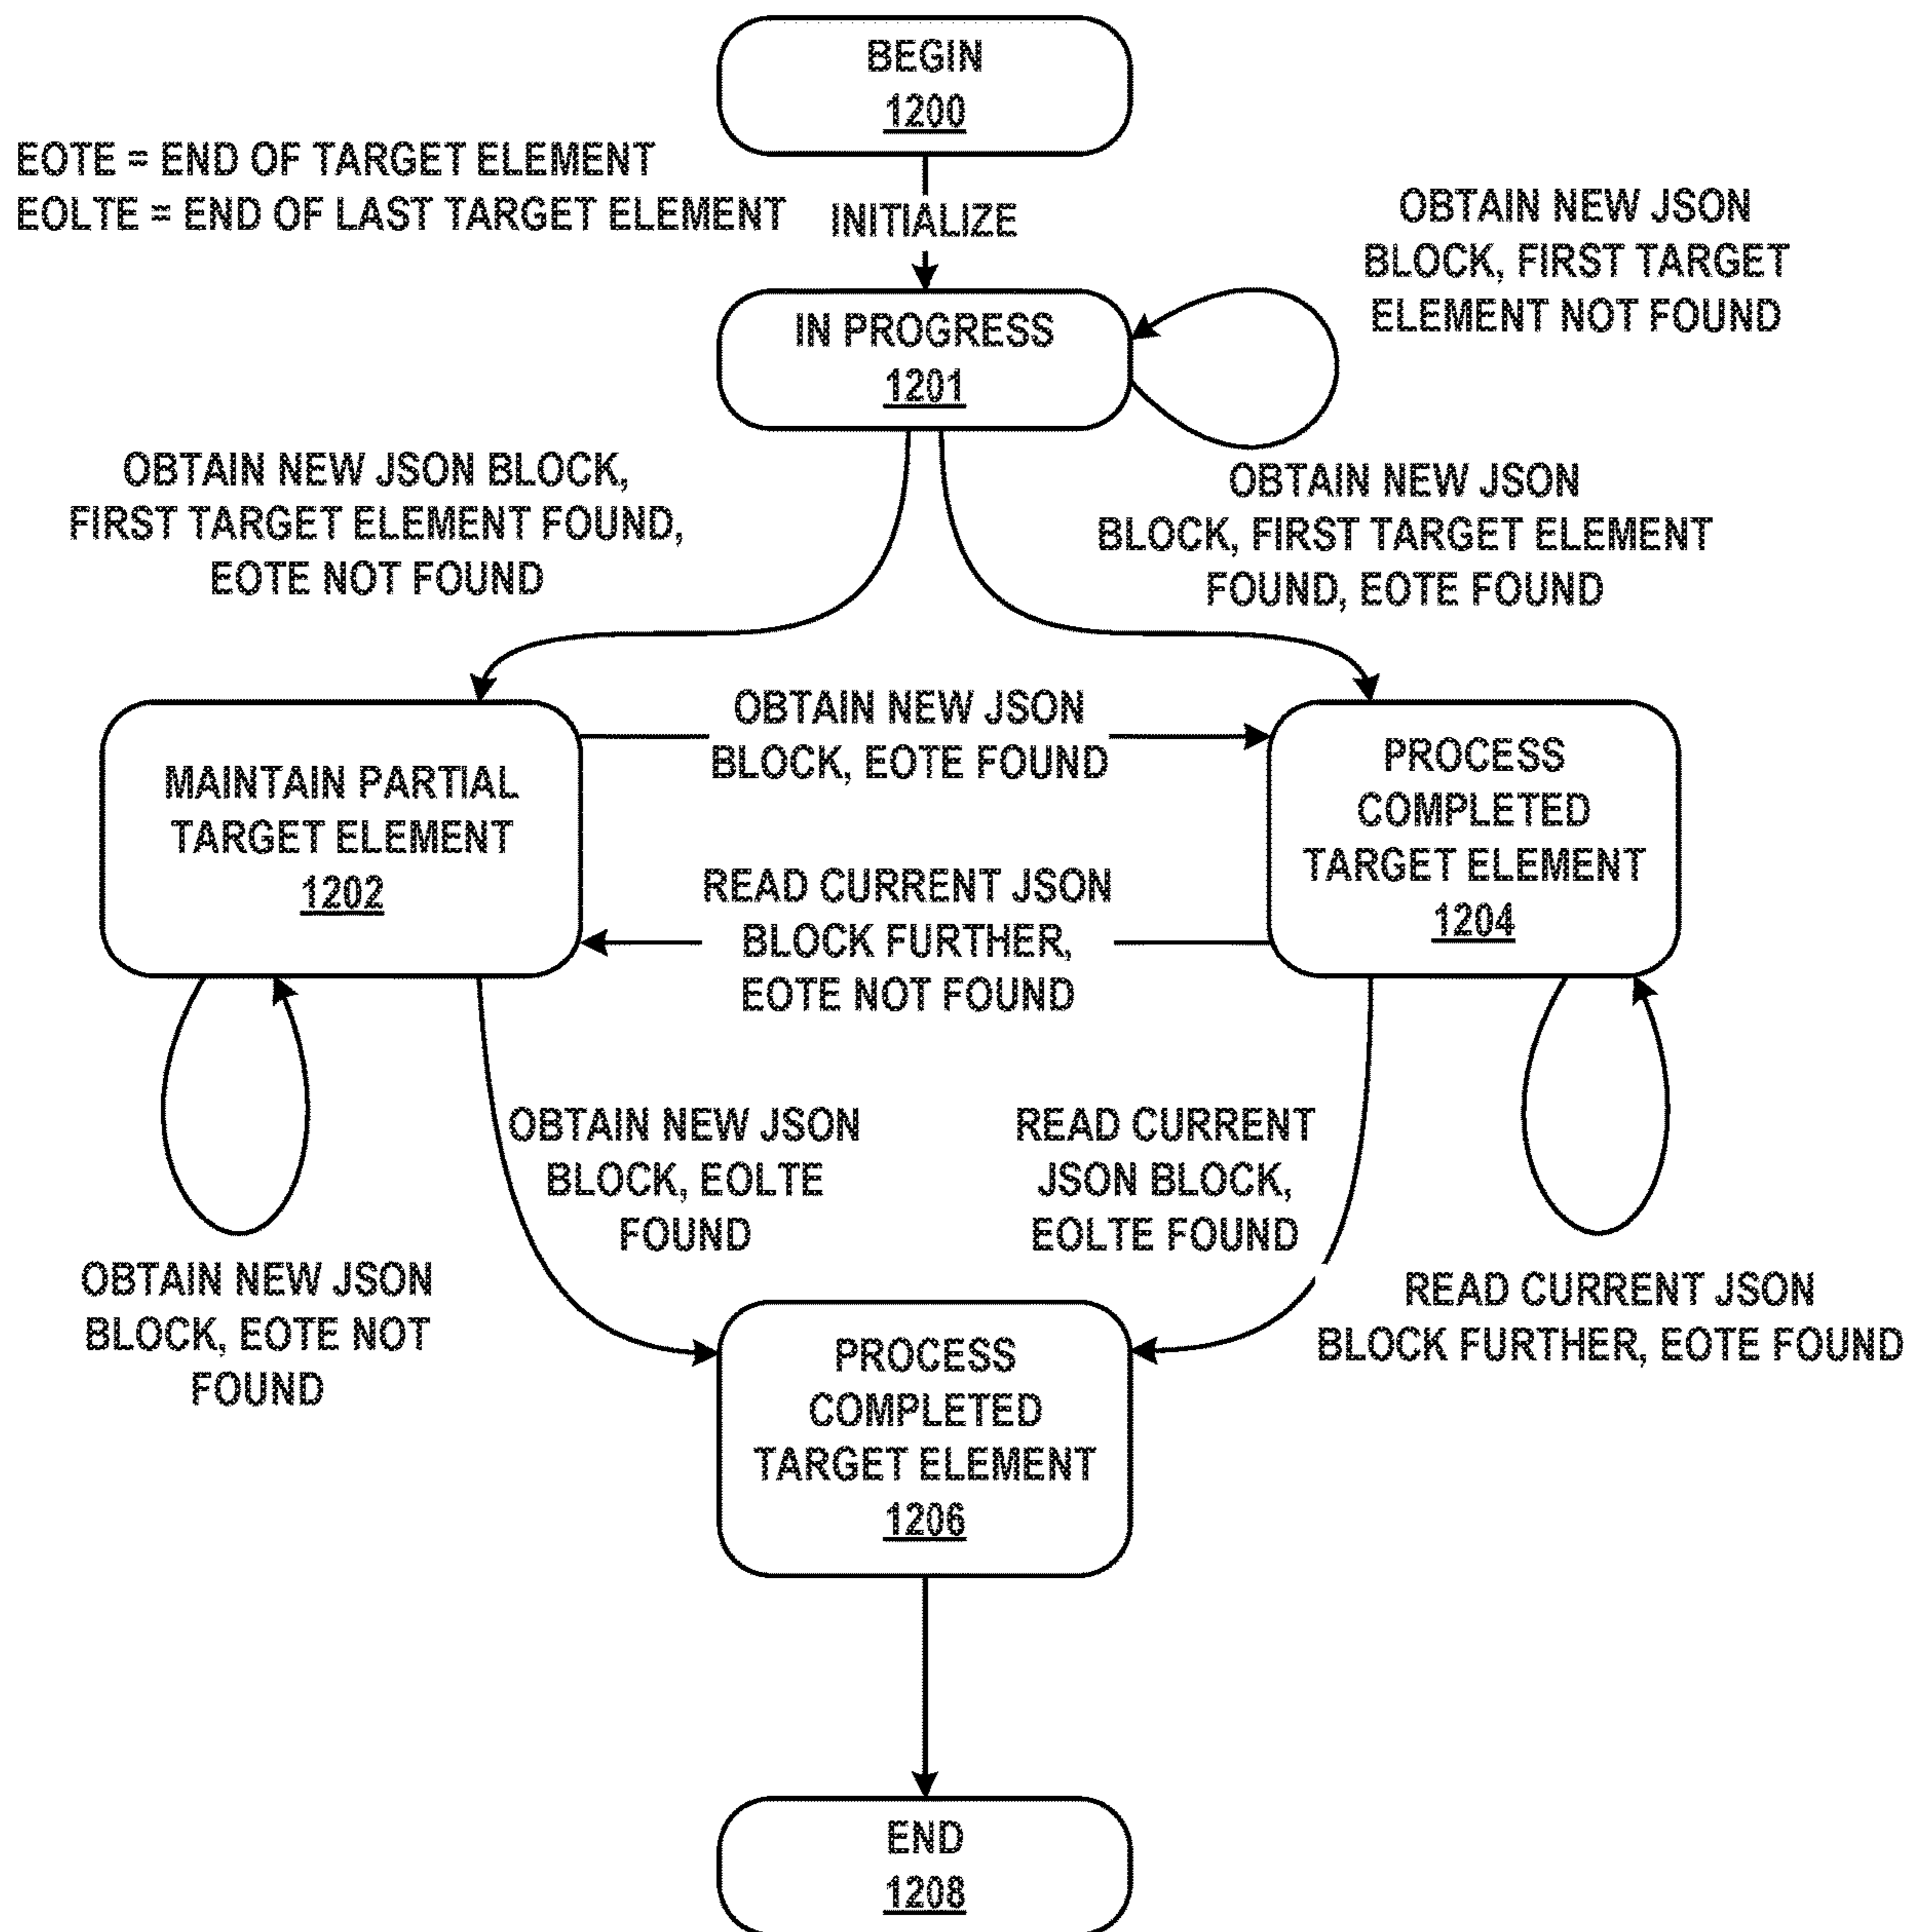 BEGIN
1200
EOTE = END OF TARGET ELEMENT
EOLTE = END OF LAST TARGET ELEMENT
INITIALIZE
OBTAIN NEW JSON
BLOCK, FIRST TARGET
ELEMENT NOT FOUND
IN PROGRESS
1201
OBTAIN NEW JSON BLOCK,
FIRST TARGET ELEMENT FOUND,
EOTE NOT FOUND
OBTAIN NEW JSON
BLOCK, FIRST TARGET ELEMENT
FOUND, EOTE FOUND
MAINTAIN PARTIAL
TARGET ELEMENT
1202
OBTAIN NEW JSON
BLOCK, EOTE FOUND
READ CURRENT JSON
BLOCK FURTHER,
EOTE NOT FOUND
PROCESS
COMPLETED
TARGET ELEMENT
1204
OBTAIN NEW JSON
BLOCK, EOTE NOT
FOUND
OBTAIN NEW JSON
BLOCK, EOLTE
FOUND
READ CURRENT
JSON BLOCK,
EOLTE FOUND
READ CURRENT JSON
BLOCK FURTHER, EOTE FOUND
PROCESS
COMPLETED
TARGET ELEMENT
1206
END
1208